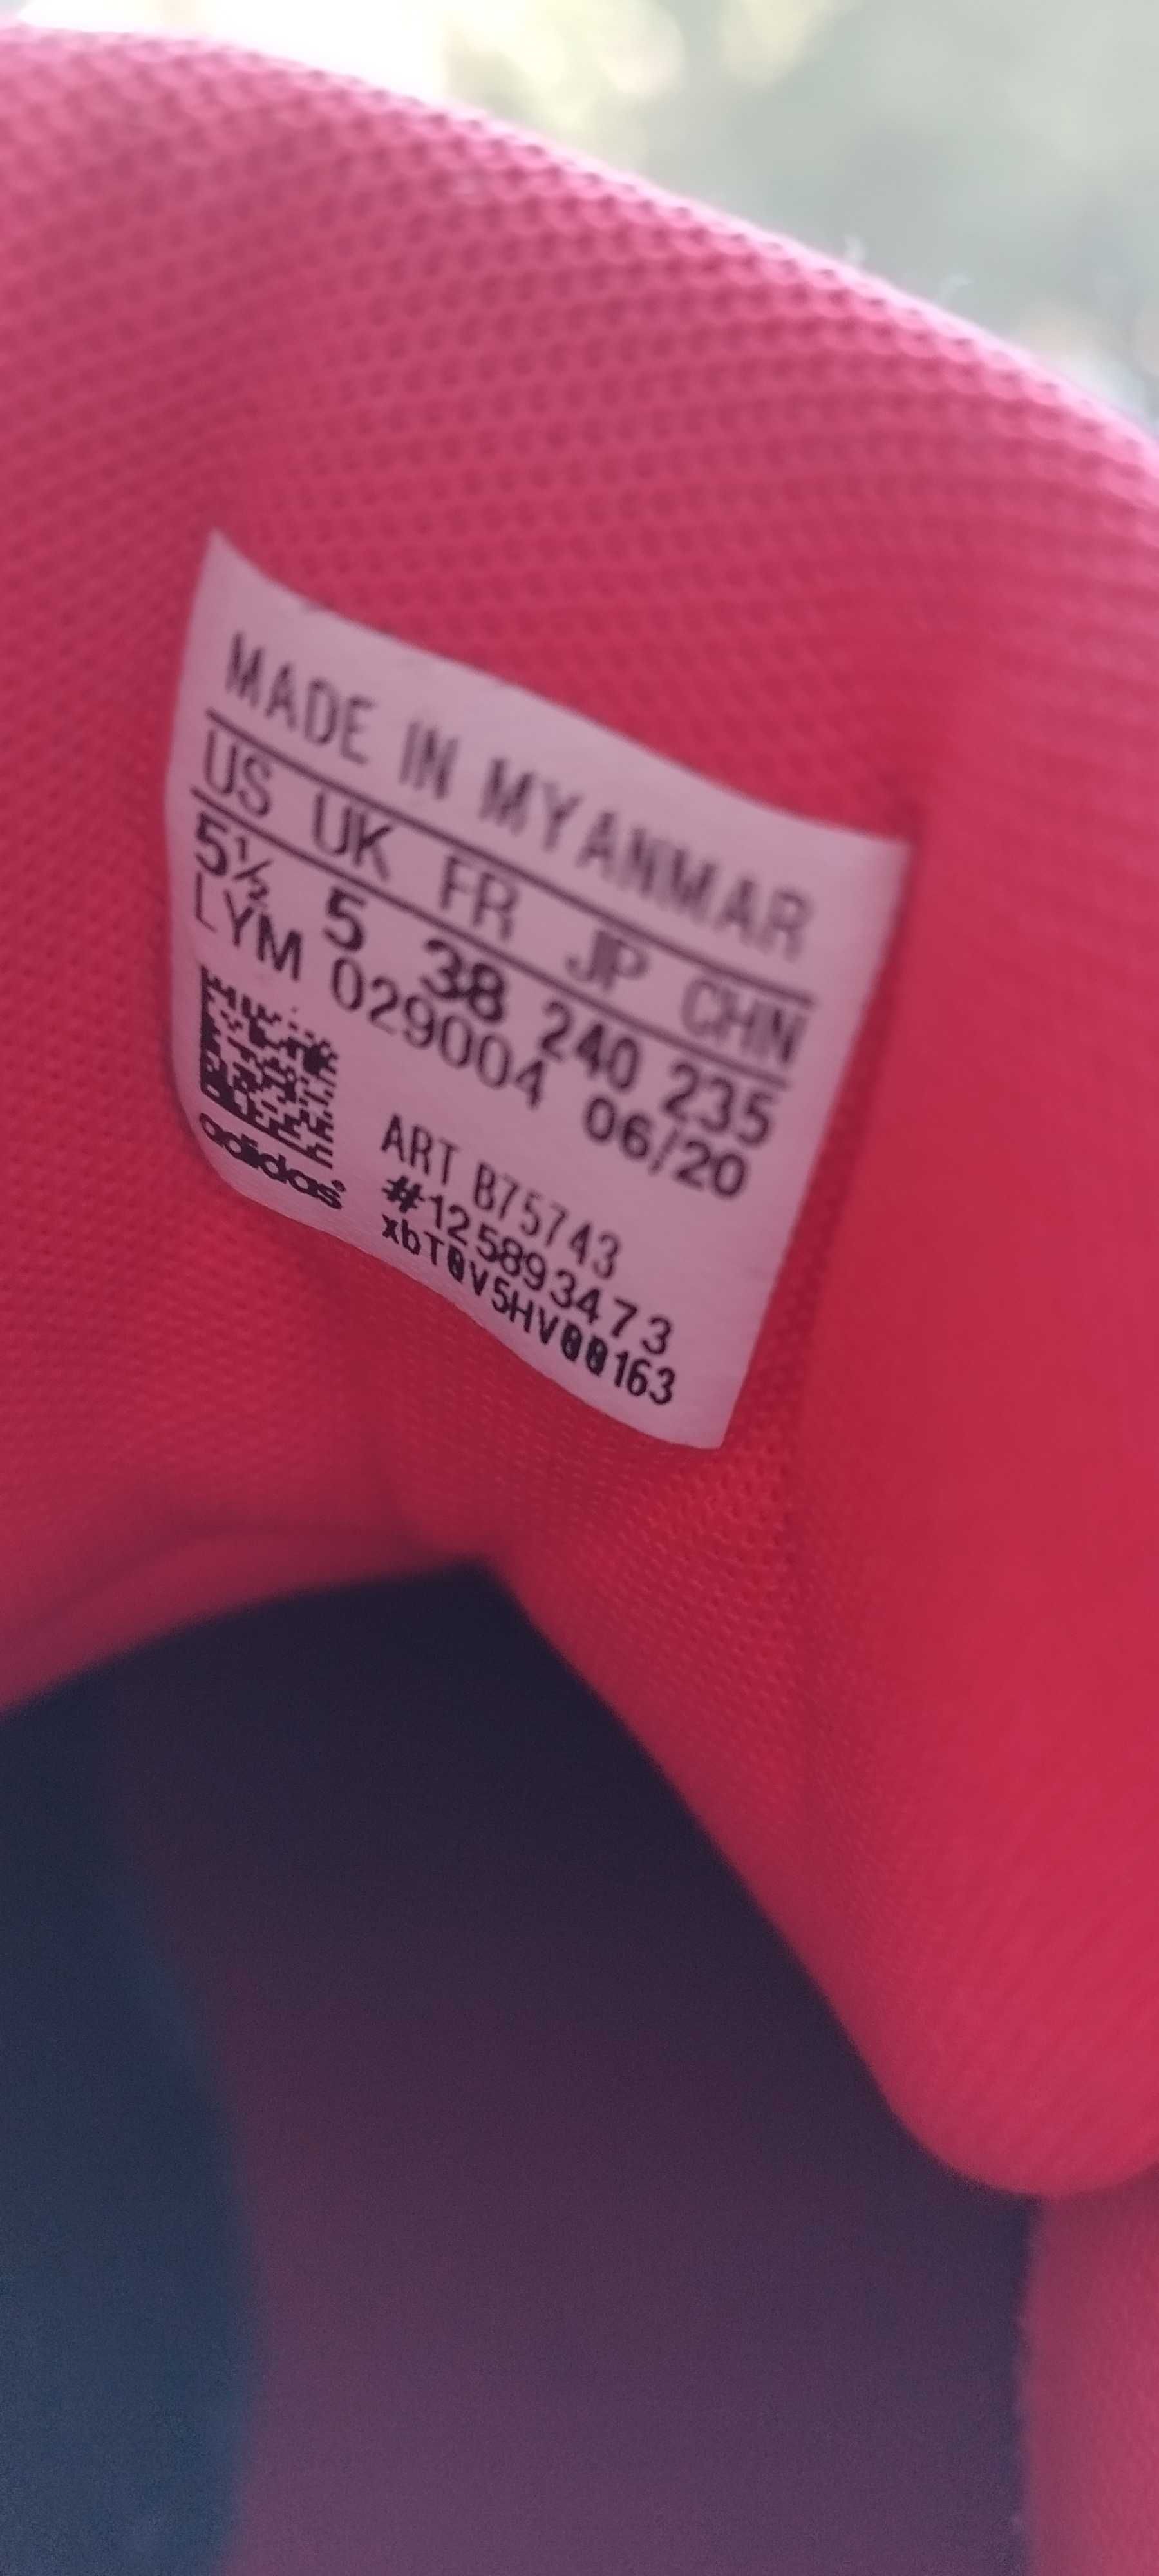 MADE IN MYANMAR
US UK FR JP CHN
5½ 5 38 240 235
LYM 029004 06/20
ART B75743
#125893473
xbT0V5HV00163
adidas